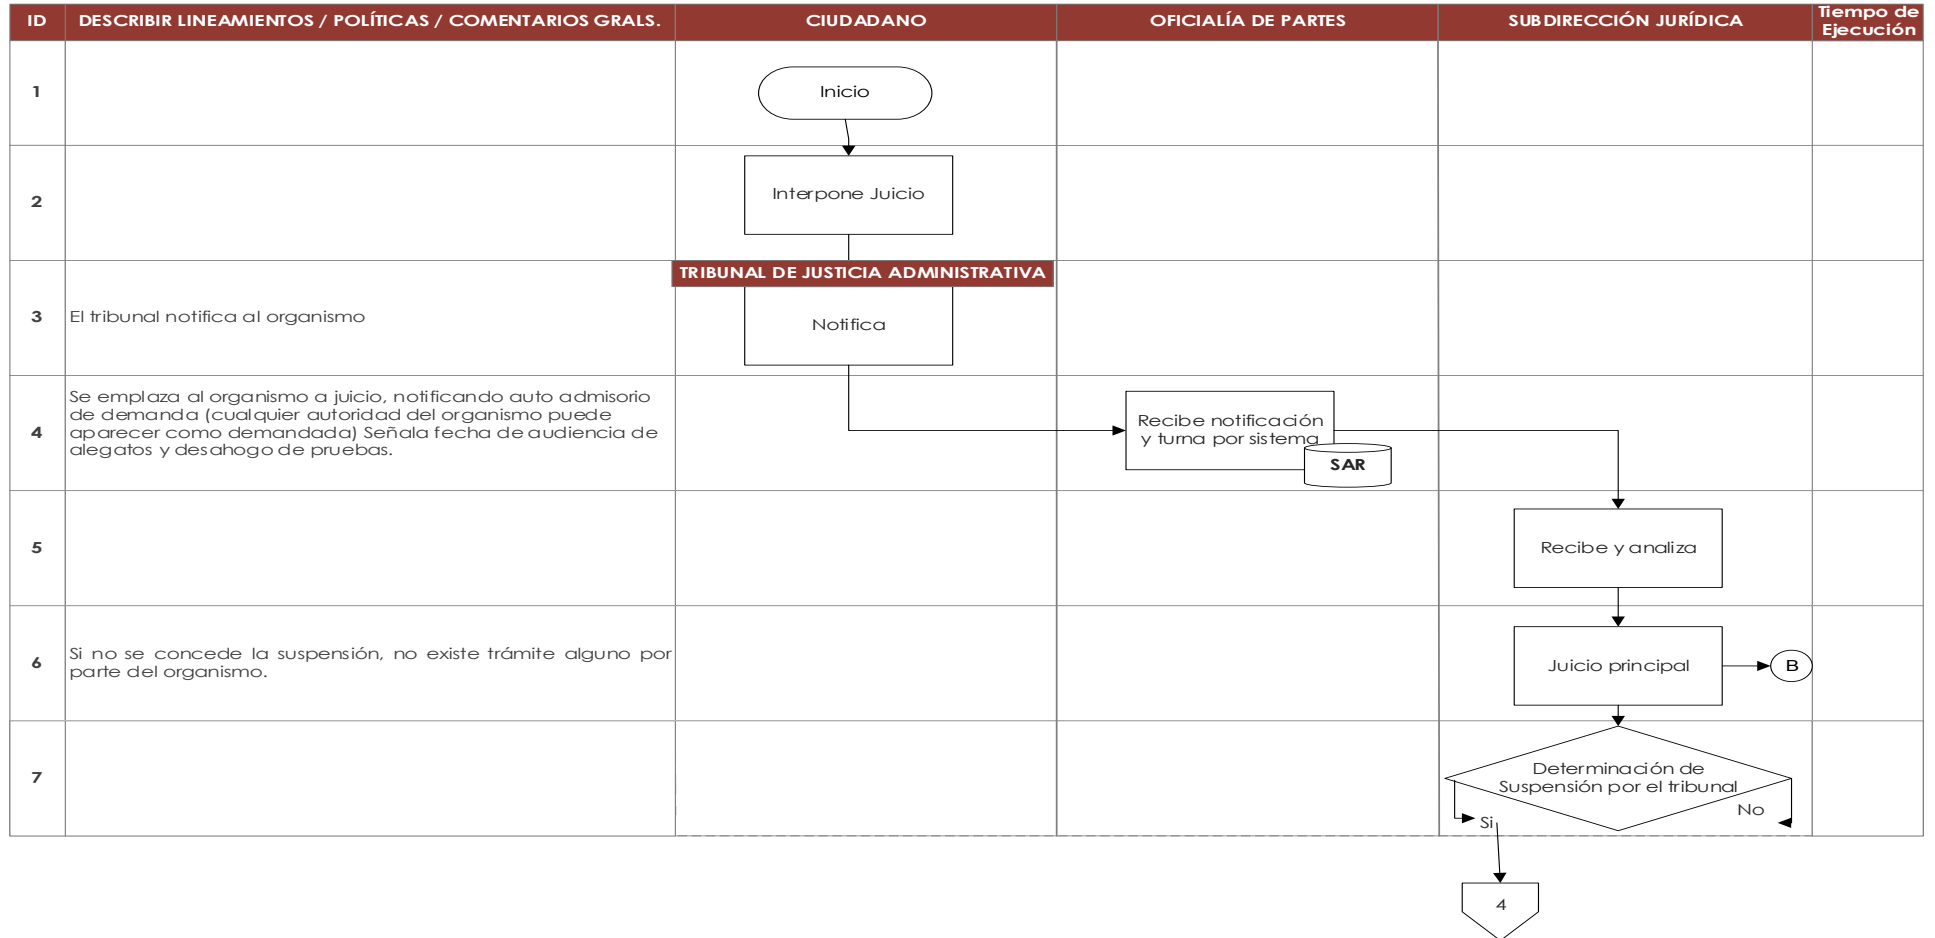 ID
DESCRIBIR LINEAMIENTOS / POLÍTICAS / COMENTARIOS GRALS.
CIUDADANO
OFICIALÍA DE PARTES
SUBDIRECCIÓN JURÍDICA
Tiempo de
Ejecución
1
Inicio
2
Interpone Juicio
TRIBUNAL DE JUSTICIA ADMINISTRATIVA
3
El tribunal notifica al organismo
Notifica
4
Se emplaza al organismo a juicio, notificando auto admisorio
de demanda (cualquier autoridad del organismo puede
aparecer como demandada) Señala fecha de audiencia de
alegatos y desahogo de pruebas.
Recibe notificación
y turna por sistema
SAR
5
Recibe y analiza
6
Si no se concede la suspensión, no existe trámite alguno por
parte del organismo.
Juicio principal
B
7
Determinación de
Suspensión por el tribunal
No
Si
4